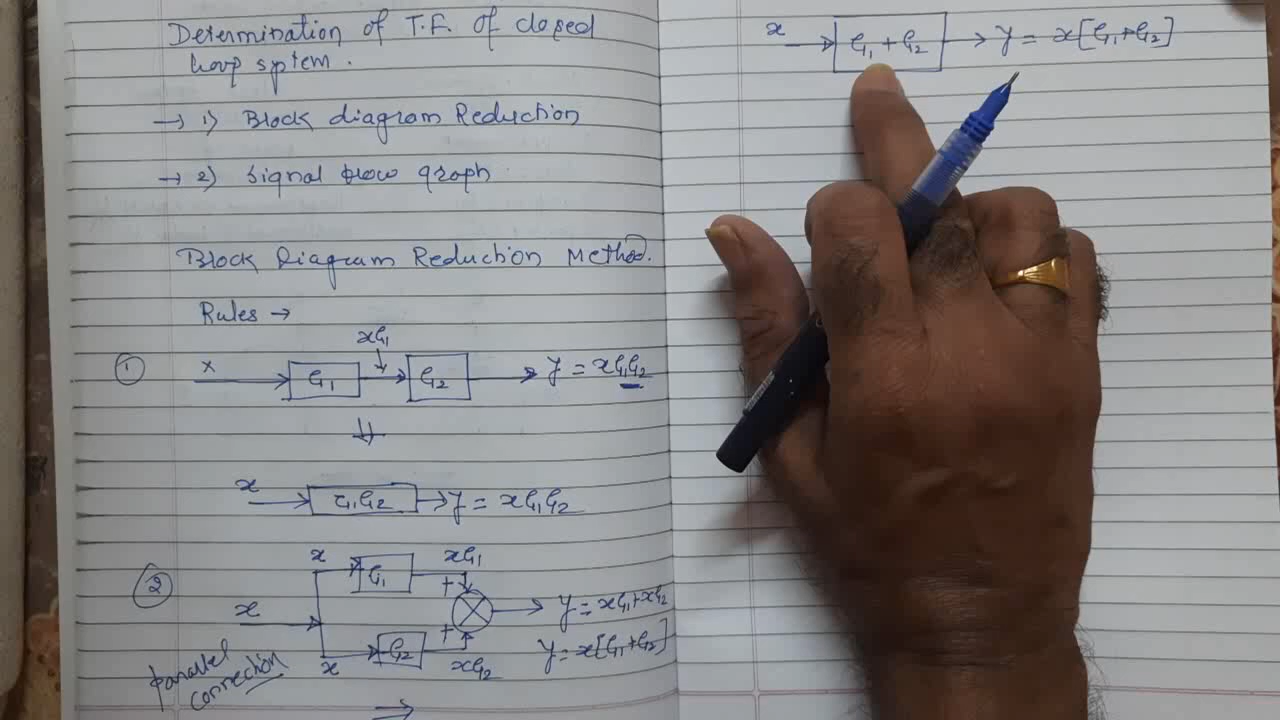 Determination of T.F. of closed
loop system.
→ 1) Block diagram Reduction
→ 2) Signal flow graph
Block Diagram Reduction Method.
Rules →
xG₁
① x G₁ G₂ y = xG₁G₂
⇓
x G₁G₂ y = xG₁G₂
② x G₁ xG₁
x + y = xG₁+xG₂
x G₂ + xG₂ y = x[G₁+G₂]
parallel
connection
⇒
x G₁ + G₂ y = x[G₁+G₂]